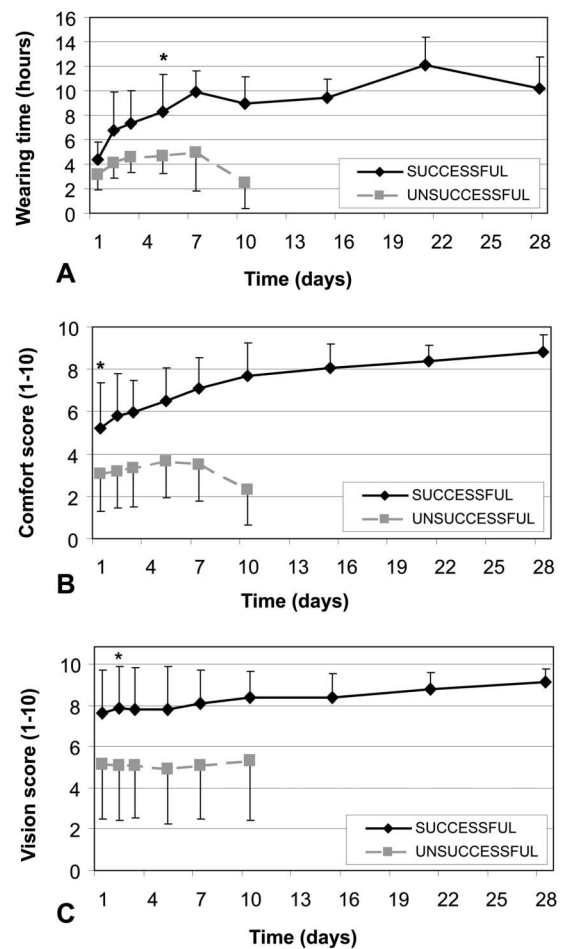 16
14
12
10
8
6
4
2
0
Wearing time (hours)
*
SUCCESSFUL
UNSUCCESSFUL
1 4 7 10 13 16 19 22 25 28
A
Time (days)
10
8
6
4
2
0
Comfort score (1-10)
*
SUCCESSFUL
UNSUCCESSFUL
1 4 7 10 13 16 19 22 25 28
B
Time (days)
10
8
6
4
2
0
Vision score (1-10)
*
SUCCESSFUL
UNSUCCESSFUL
1 4 7 10 13 16 19 22 25 28
C
Time (days)